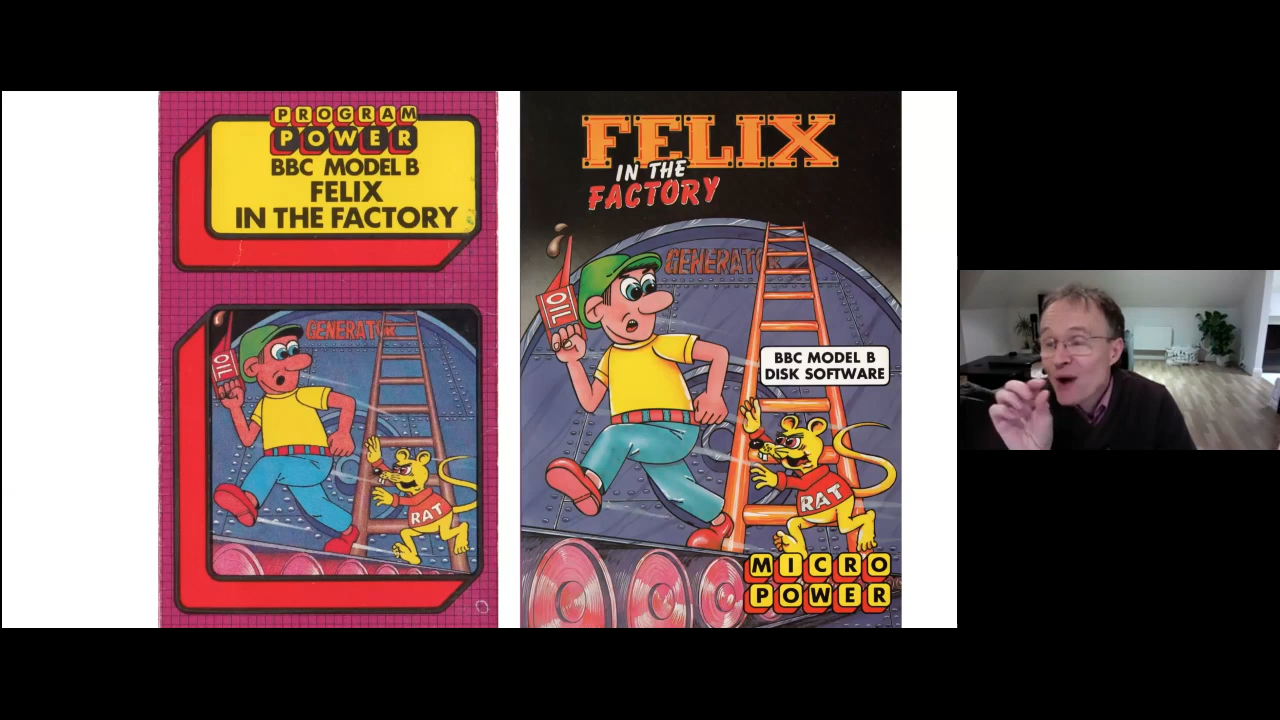 PROGRAM
POWER
BBC MODEL B
FELIX
IN THE FACTORY
GENERATOR
OIL
RAT
FELIX
IN THE
FACTORY
GENERATOR
OIL
BBC MODEL B
DISK SOFTWARE
RAT
MICRO
POWER